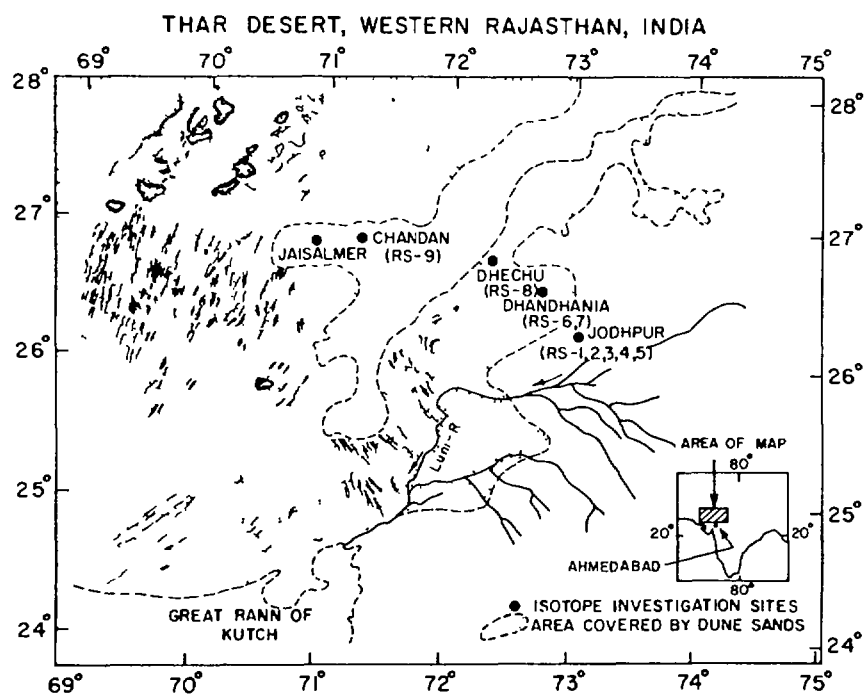 THAR DESERT, WESTERN RAJASTHAN, INDIA
69° 70° 71° 72° 73° 74° 75°
28° 28°
27° 27°
JAISALMER
CHANDAN
(RS-9)
DHECHU
(RS-8)
DHANDHANIA
(RS-6,7)
JODHPUR
(RS-1,2,3,4,5)
26° 26°
Luni-R
AREA OF MAP
80°
25° 25°
20° 20°
AHMEDABAD
80°
ISOTOPE INVESTIGATION SITES
AREA COVERED BY DUNE SANDS
GREAT RANN OF
KUTCH
24° 24°
69° 70° 71° 72° 73° 74° 75°